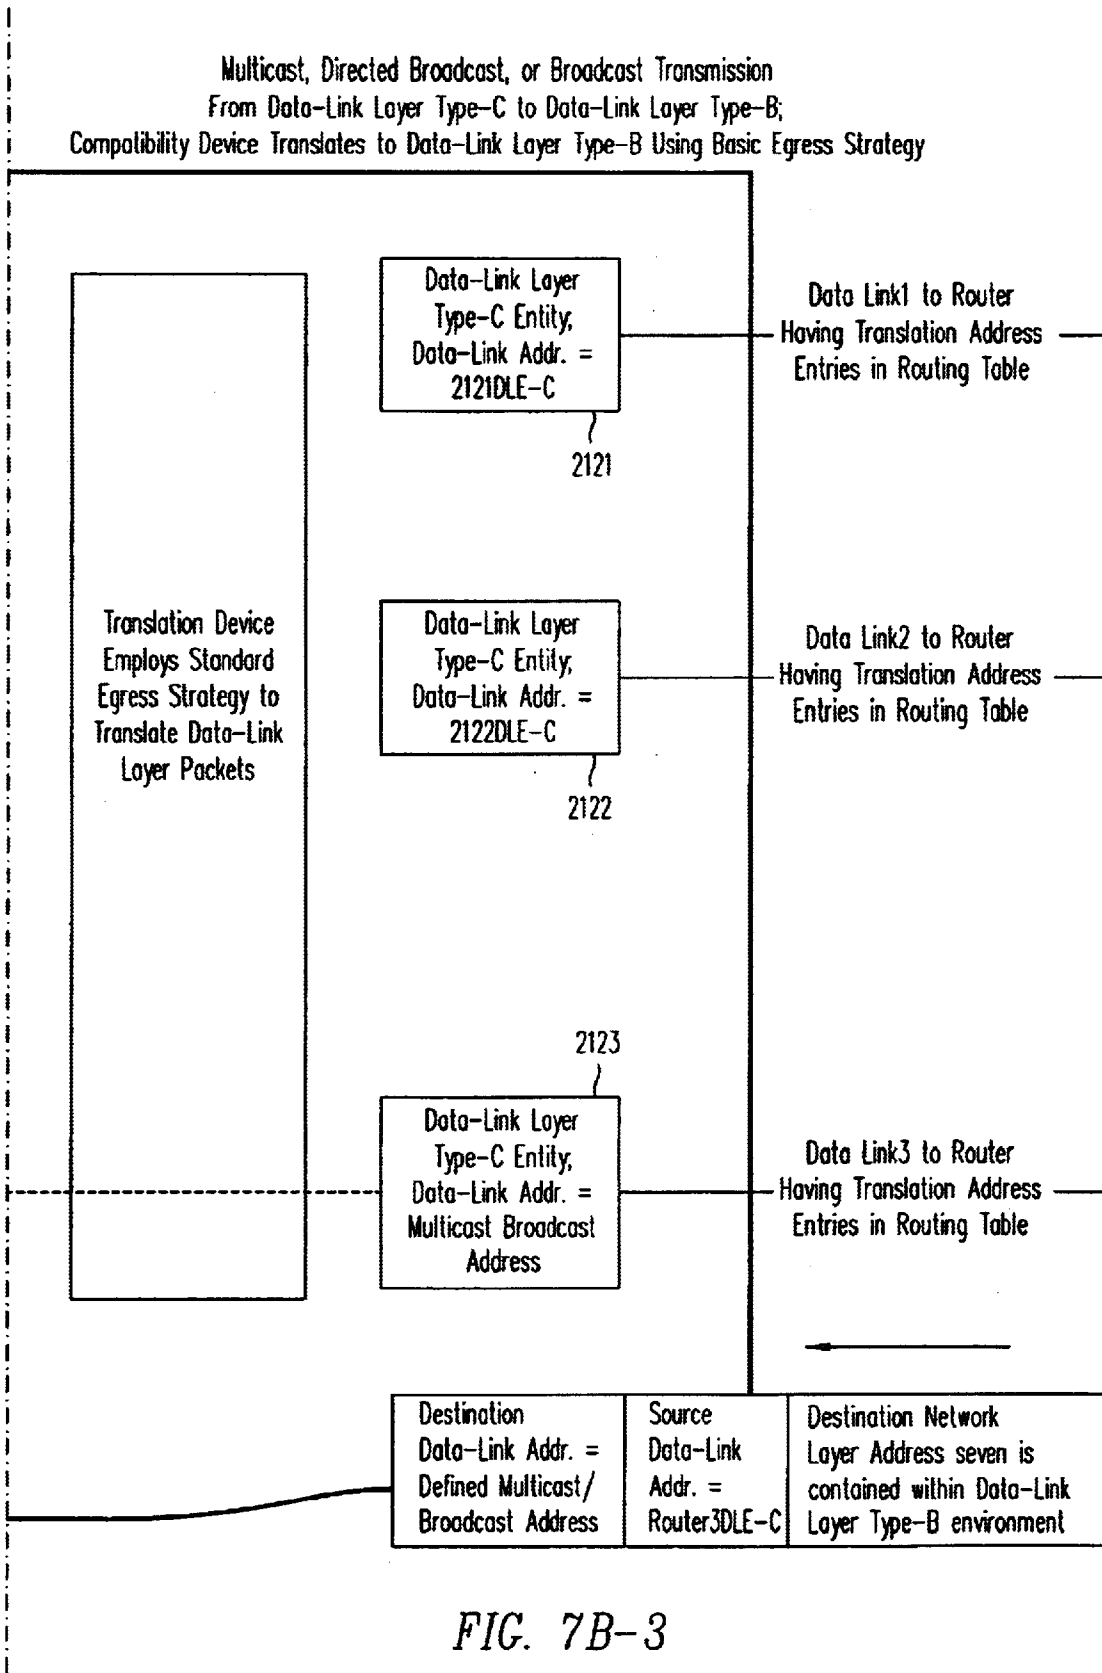 Multicast, Directed Broadcast, or Broadcast Transmission
From Data-Link Layer Type-C to Data-Link Layer Type-B;
Compatibility Device Translates to Data-Link Layer Type-B Using Basic Egress Strategy
Data-Link Layer
Type-C Entity;
Data-Link Addr. =
2121DLE-C
2121
Data Link1 to Router
Having Translation Address
Entries in Routing Table
Translation Device
Employs Standard
Egress Strategy to
Translate Data-Link
Layer Packets
Data-Link Layer
Type-C Entity;
Data-Link Addr. =
2122DLE-C
2122
Data Link2 to Router
Having Translation Address
Entries in Routing Table
2123
Data-Link Layer
Type-C Entity;
Data-Link Addr. =
Multicast Broadcast
Address
Data Link3 to Router
Having Translation Address
Entries in Routing Table
Destination
Data-Link Addr. =
Defined Multicast/
Broadcast Address
Source
Data-Link
Addr. =
Router3DLE-C
Destination Network
Layer Address seven is
contained within Data-Link
Layer Type-B environment
FIG. 7B-3